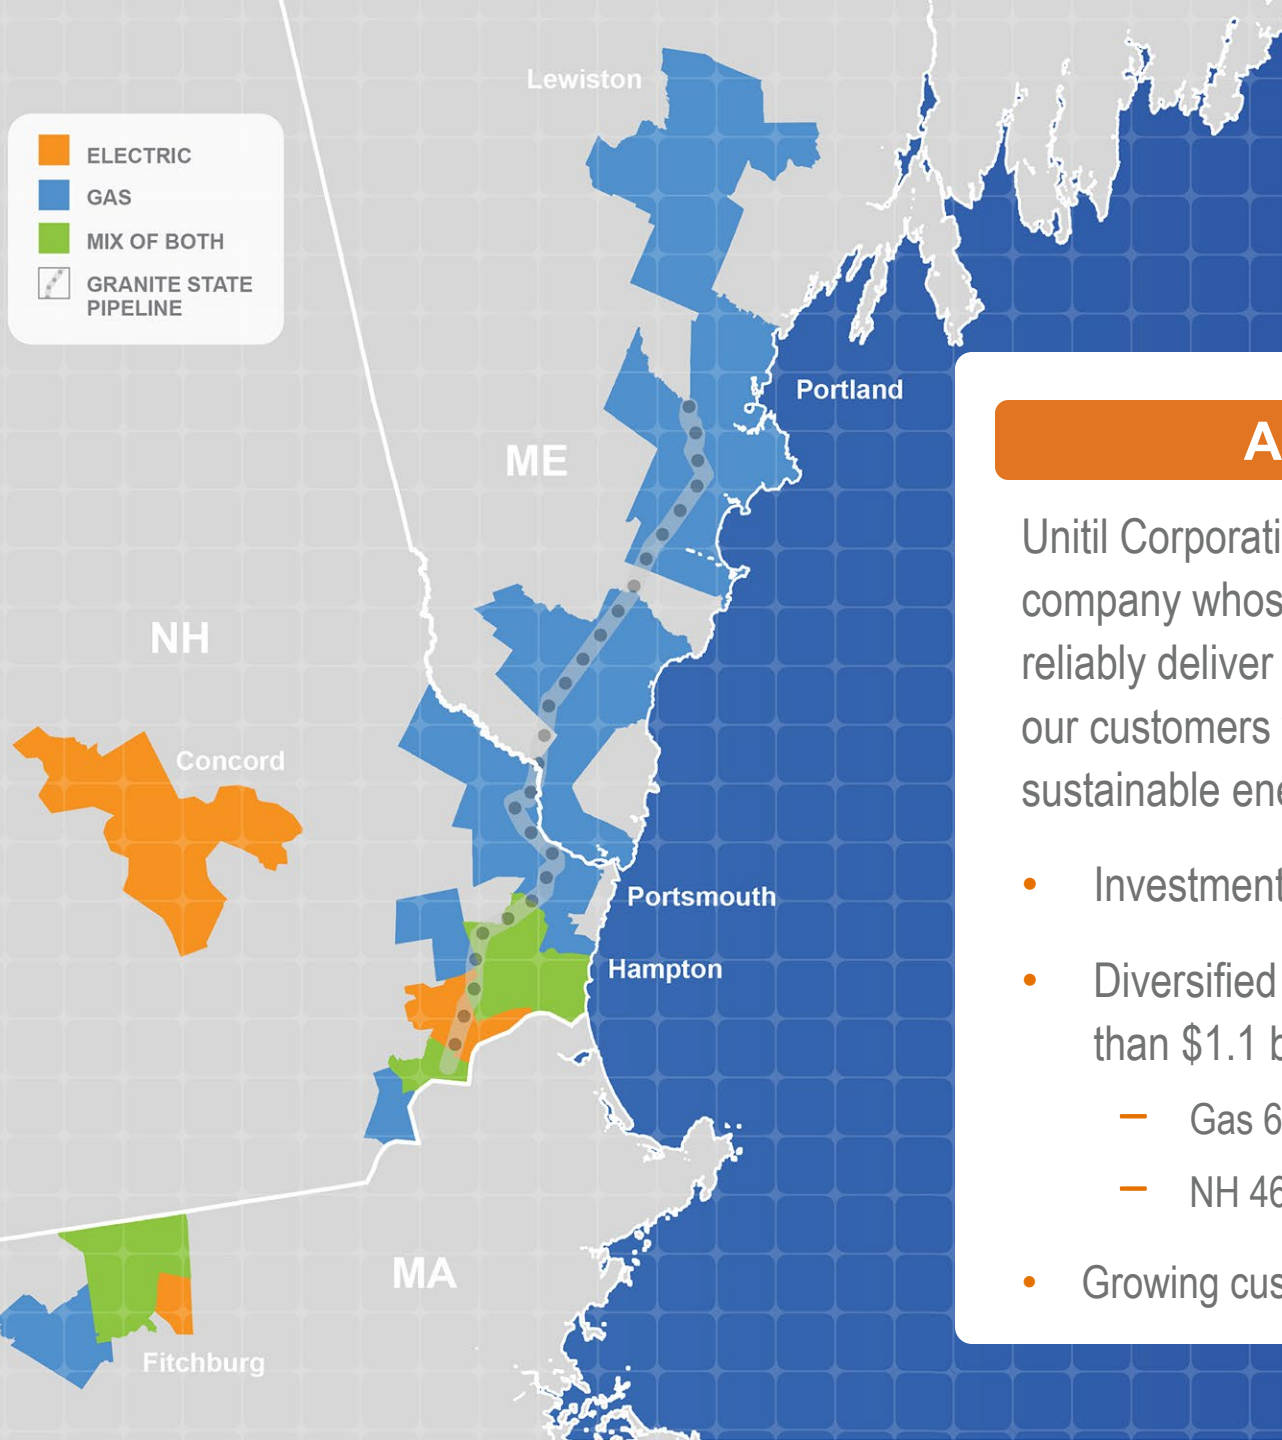 Lewiston
ELECTRIC
GAS
MIX OF BOTH
GRANITE STATE
PIPELINE
Portland
ME
NH
Concord
Portsmouth
Hampton
MA
Fitchburg
A
Unitil Corporati
company whos
reliably deliver
our customers
sustainable ene
• Investment
• Diversified
than $1.1 b
– Gas 6
– NH 46
• Growing cus